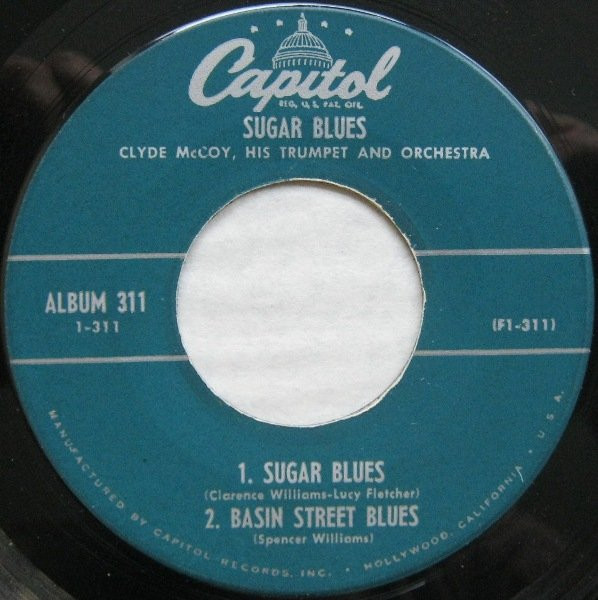 Capitol
REG. U.S. PAT. OFF.
SUGAR BLUES
CLYDE McCOY, HIS TRUMPET AND ORCHESTRA
ALBUM 311
1-311
(F1-311)
1. SUGAR BLUES
(Clarence Williams-Lucy Fletcher)
2. BASIN STREET BLUES
(Spencer Williams)
MANUFACTURED BY CAPITOL RECORDS, INC. • HOLLYWOOD, CALIFORNIA • U.S.A.